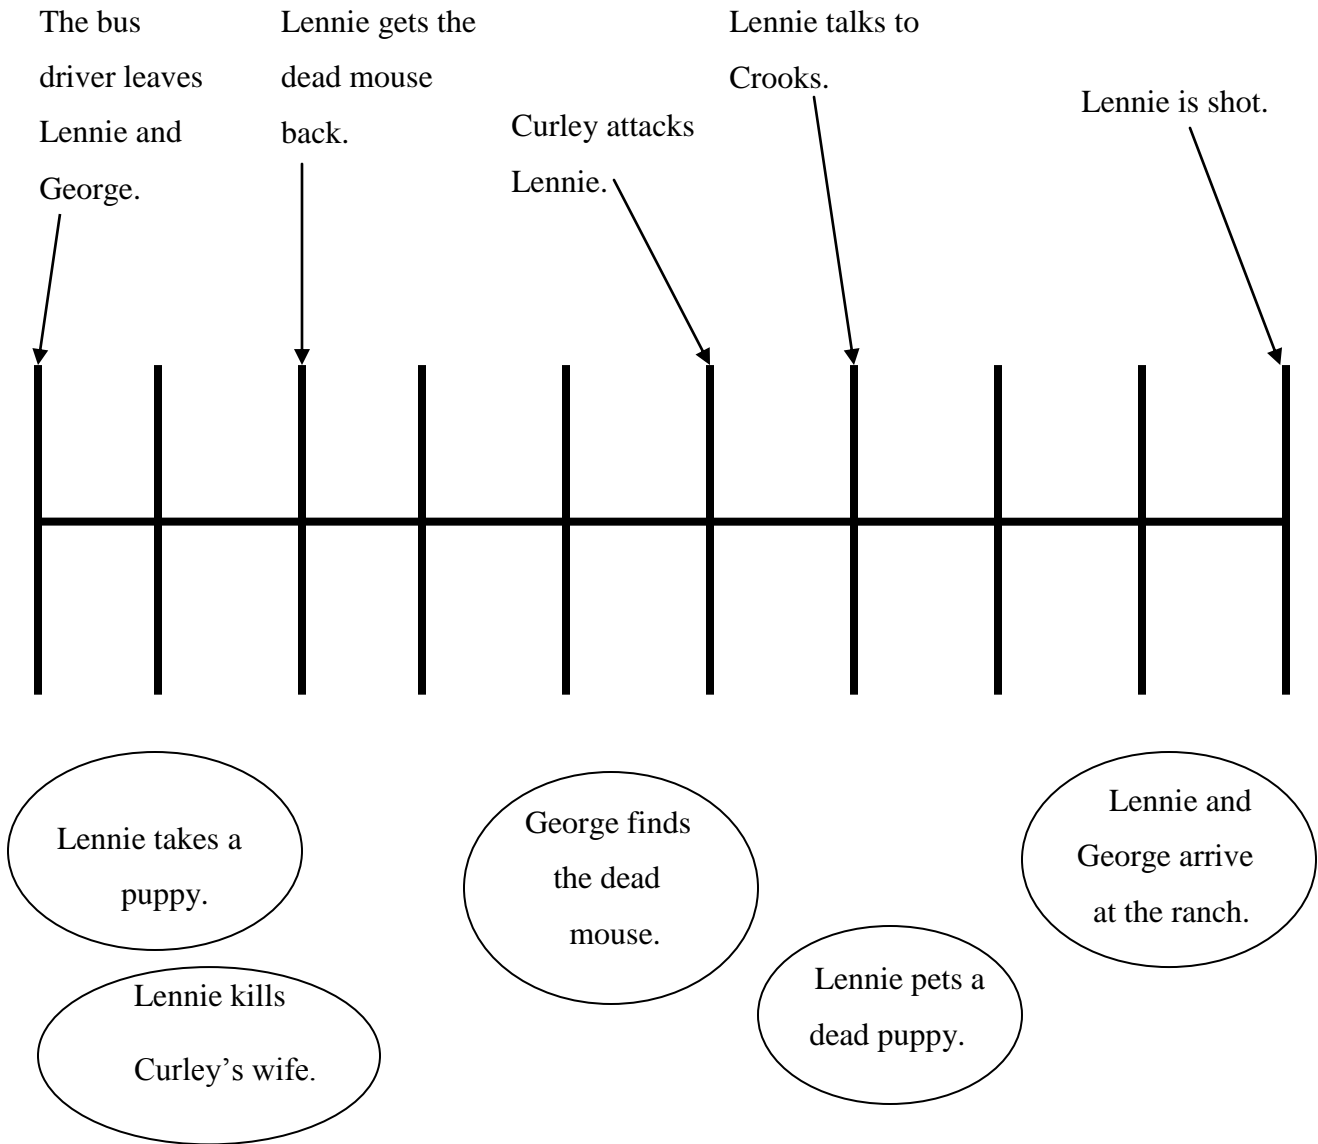 The bus
driver leaves
Lennie and
George.
Lennie gets the
dead mouse
back.
Curley attacks
Lennie.
Lennie talks to
Crooks.
Lennie is shot.
Lennie takes a
puppy.
Lennie kills
Curley’s wife.
George finds
the dead
mouse.
Lennie pets a
dead puppy.
Lennie and
George arrive
at the ranch.